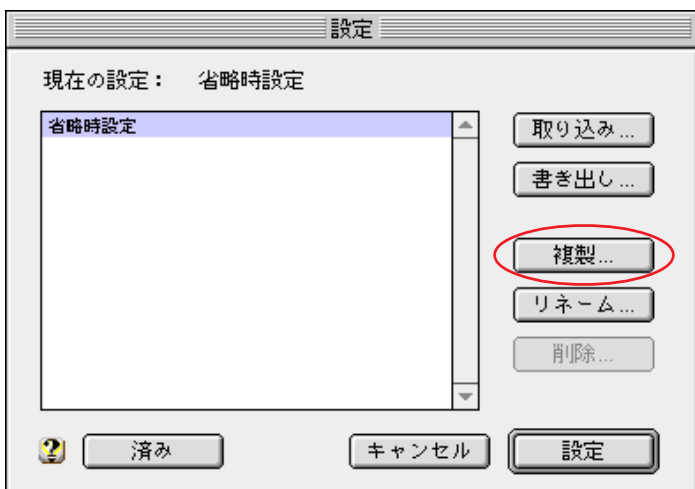 設定
現在の設定： 省略時設定
省略時設定
取り込み...
書き出し...
複製...
リネーム...
削除...
済み
キャンセル
設定